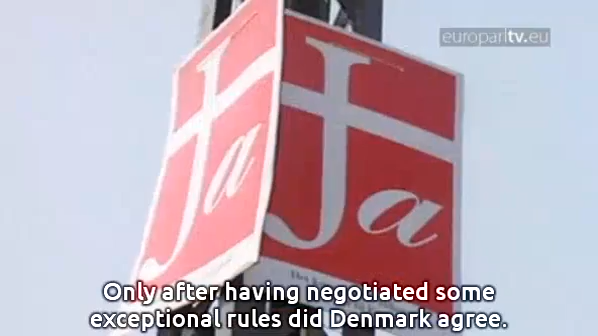 europarltv.eu
Ja
Ja
Only after having negotiated some
exceptional rules did Denmark agree.